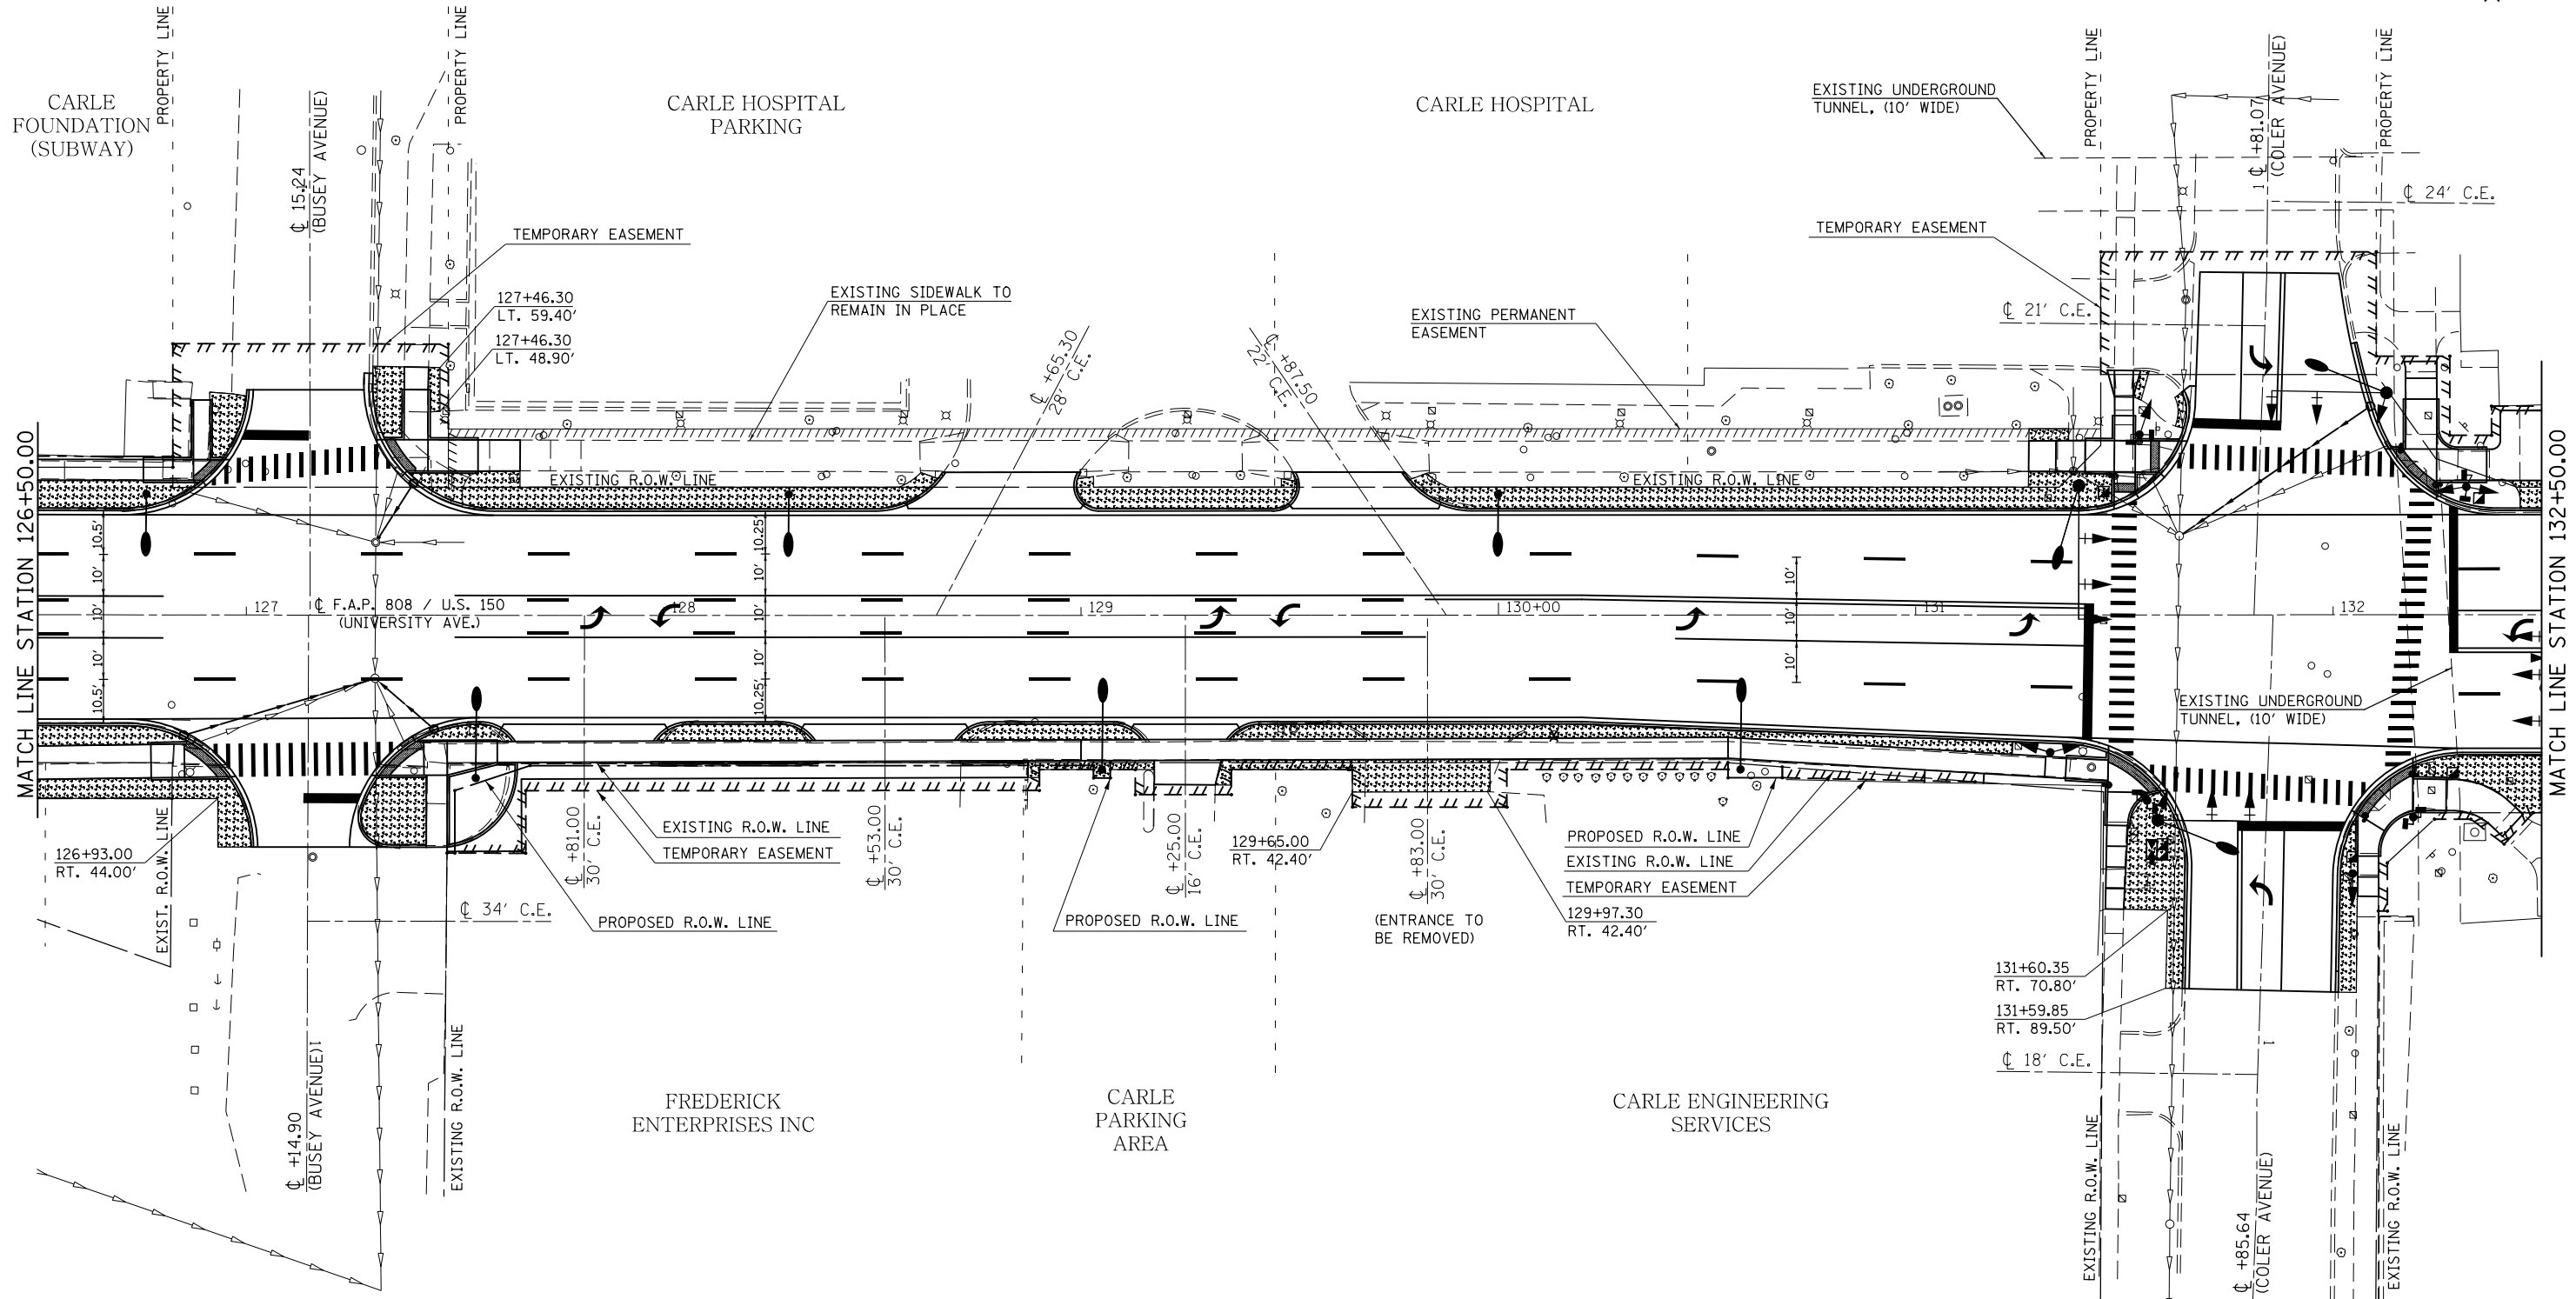 CARLE
FOUNDATION
(SUBWAY)
PROPERTY LINE
℄ 15.24
(BUSEY AVENUE)
PROPERTY LINE
CARLE HOSPITAL
PARKING
CARLE HOSPITAL
EXISTING UNDERGROUND
TUNNEL, (10' WIDE)
PROPERTY LINE
℄ +81.07
(COLER AVENUE)
PROPERTY LINE
℄ 24' C.E.
TEMPORARY EASEMENT
TEMPORARY EASEMENT
127+46.30
LT. 59.40'
127+46.30
LT. 48.90'
EXISTING SIDEWALK TO
REMAIN IN PLACE
℄ +65.30
28' C.E.
℄ +87.50
22' C.E.
EXISTING PERMANENT
EASEMENT
℄ 21' C.E.
MATCH LINE STATION 126+50.00
MATCH LINE STATION 132+50.00
EXISTING R.O.W. LINE
EXISTING R.O.W. LINE
10.5'
10'
10'
10'
10.5'
10.25'
10'
10'
10'
10.25'
10'
10'
10'
127
℄ F.A.P. 808 / U.S. 150
(UNIVERSITY AVE.)
128
129
130+00
131
132
EXISTING UNDERGROUND
TUNNEL, (10' WIDE)
126+93.00
RT. 44.00'
EXIST. R.O.W. LINE
℄ 34' C.E.
℄ +81.00
30' C.E.
EXISTING R.O.W. LINE
TEMPORARY EASEMENT
PROPOSED R.O.W. LINE
℄ +53.00
30' C.E.
PROPOSED R.O.W. LINE
℄ +25.00
16' C.E.
129+65.00
RT. 42.40'
℄ +83.00
30' C.E.
(ENTRANCE TO
BE REMOVED)
PROPOSED R.O.W. LINE
EXISTING R.O.W. LINE
TEMPORARY EASEMENT
129+97.30
RT. 42.40'
131+60.35
RT. 70.80'
131+59.85
RT. 89.50'
℄ 18' C.E.
℄ +14.90
(BUSEY AVENUE)
EXISTING R.O.W. LINE
FREDERICK
ENTERPRISES INC
CARLE
PARKING
AREA
CARLE ENGINEERING
SERVICES
EXISTING R.O.W. LINE
℄ +85.64
(COLER AVENUE)
EXISTING R.O.W. LINE